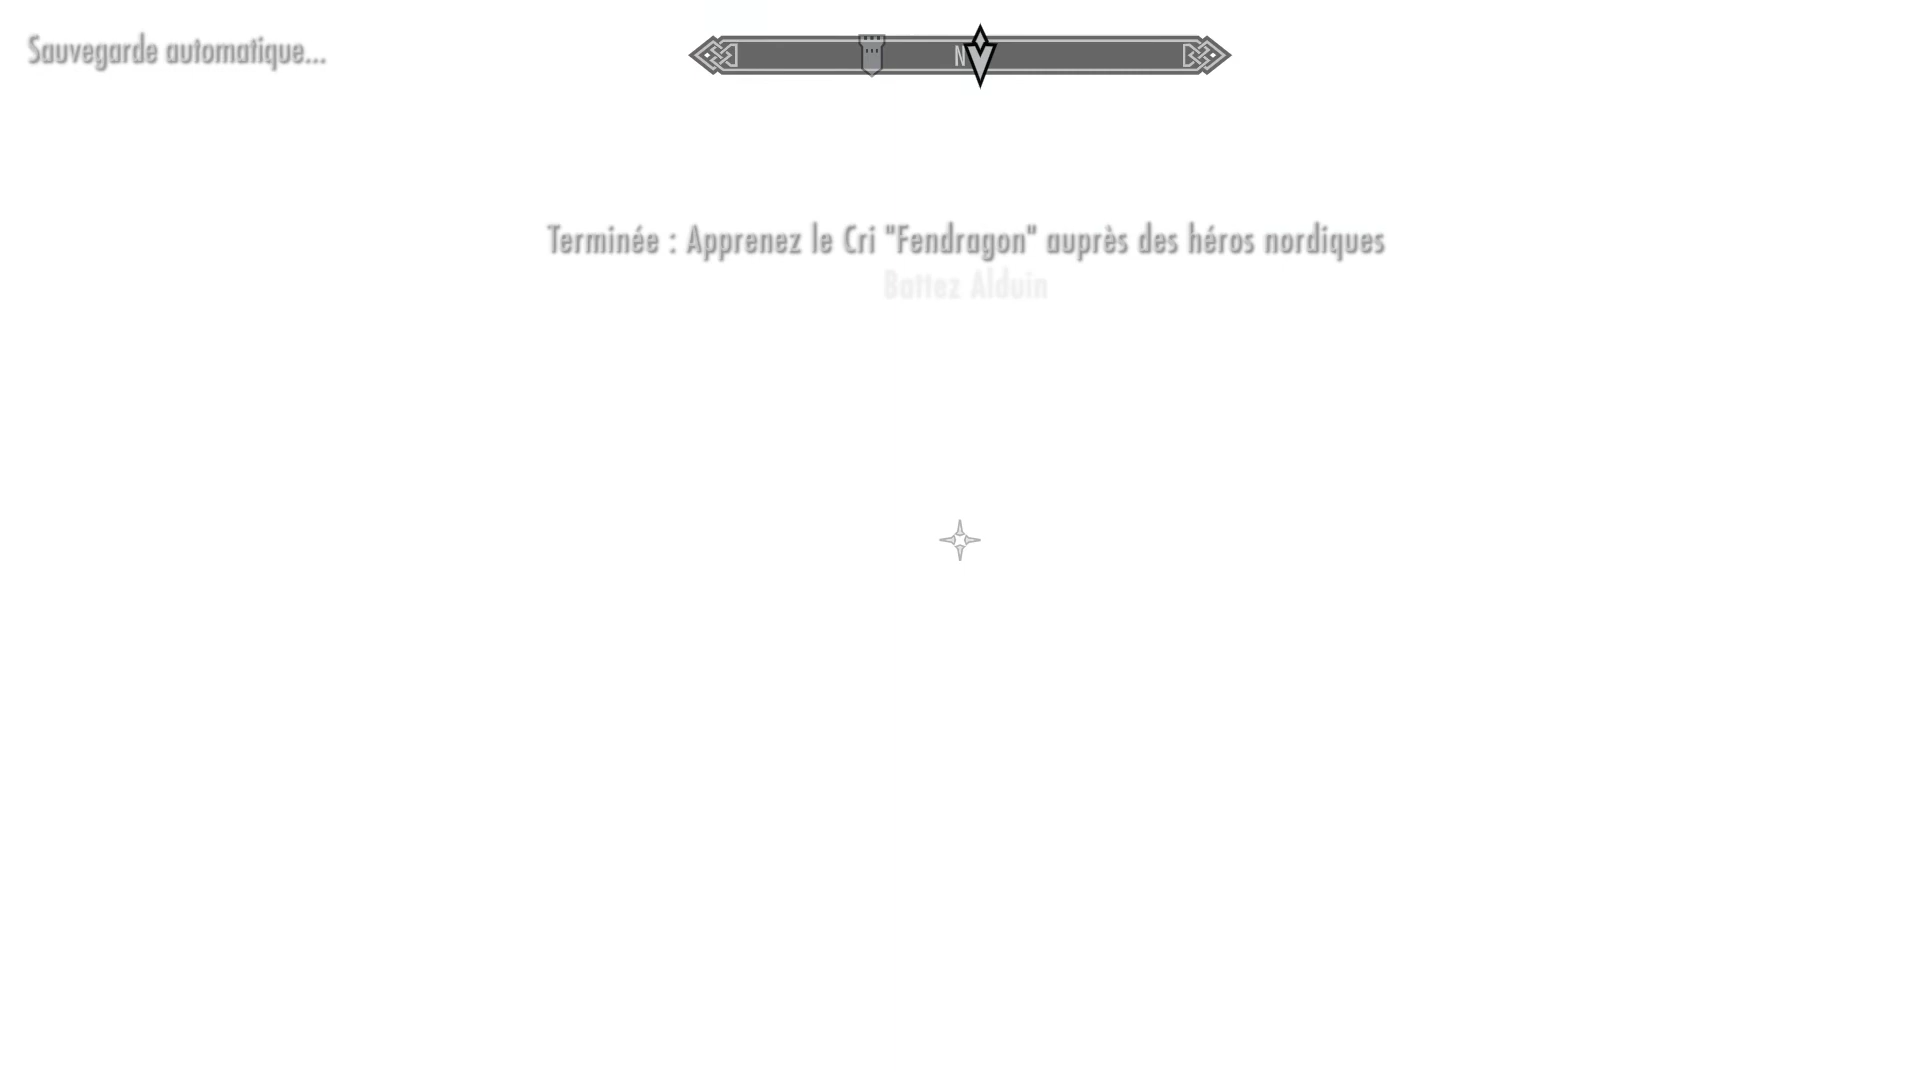 Sauvegarde automatique...
N
Terminée : Apprenez le Cri "Fendragon" auprès des héros nordiques
Battez Alduin